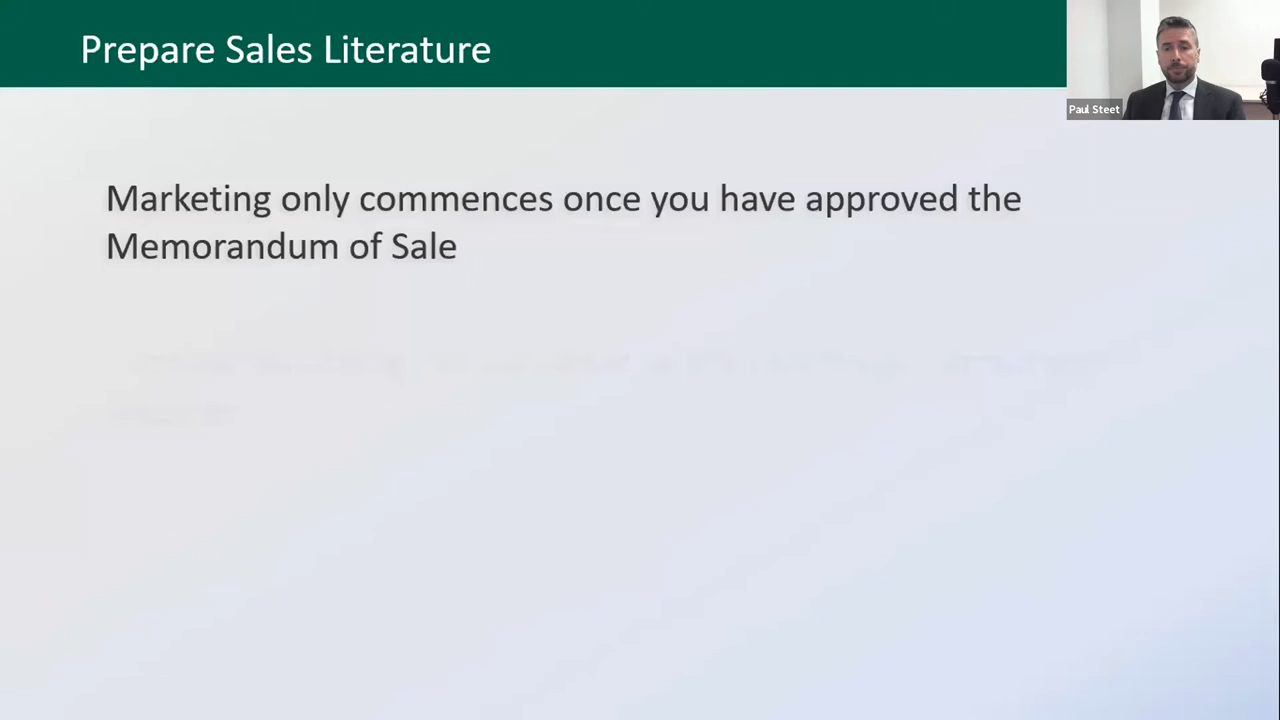 Prepare Sales Literature
Paul Steet
Marketing only commences once you have approved the
Memorandum of Sale